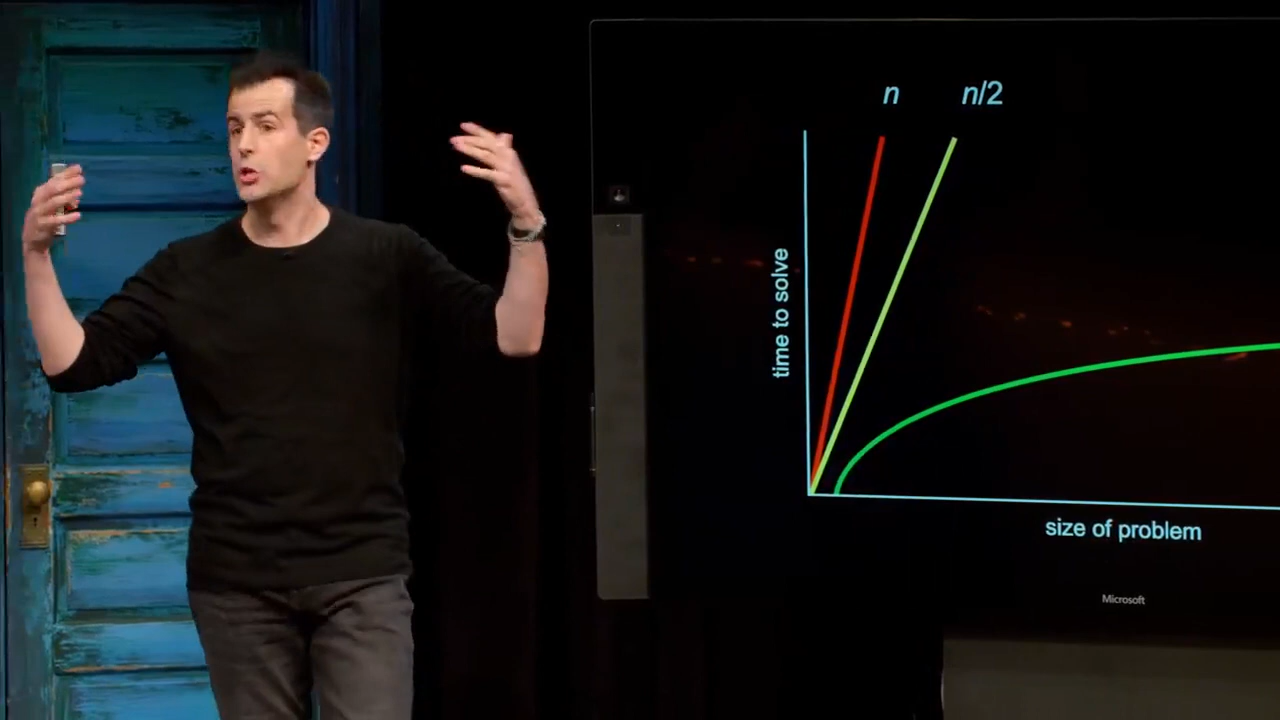 n
n/2
time to solve
size of problem
Microsoft